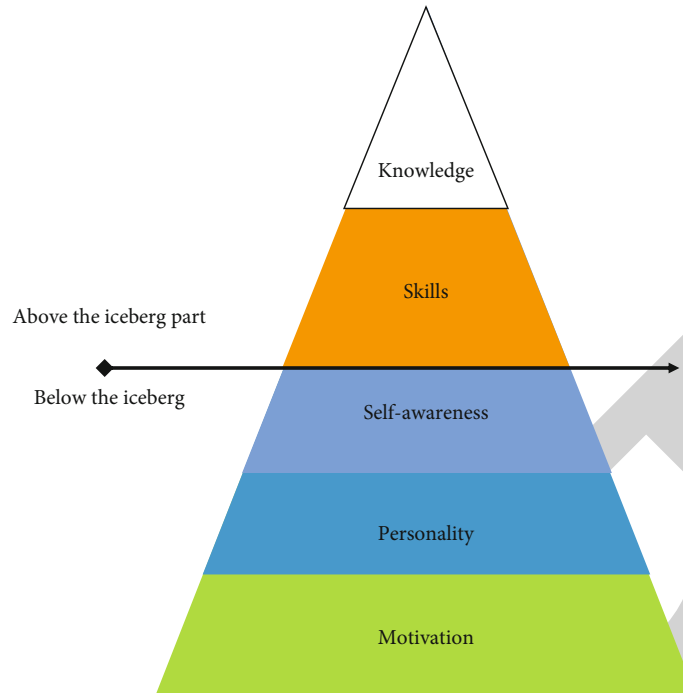 Knowledge
Skills
Above the iceberg part
Below the iceberg
Self-awareness
Personality
Motivation